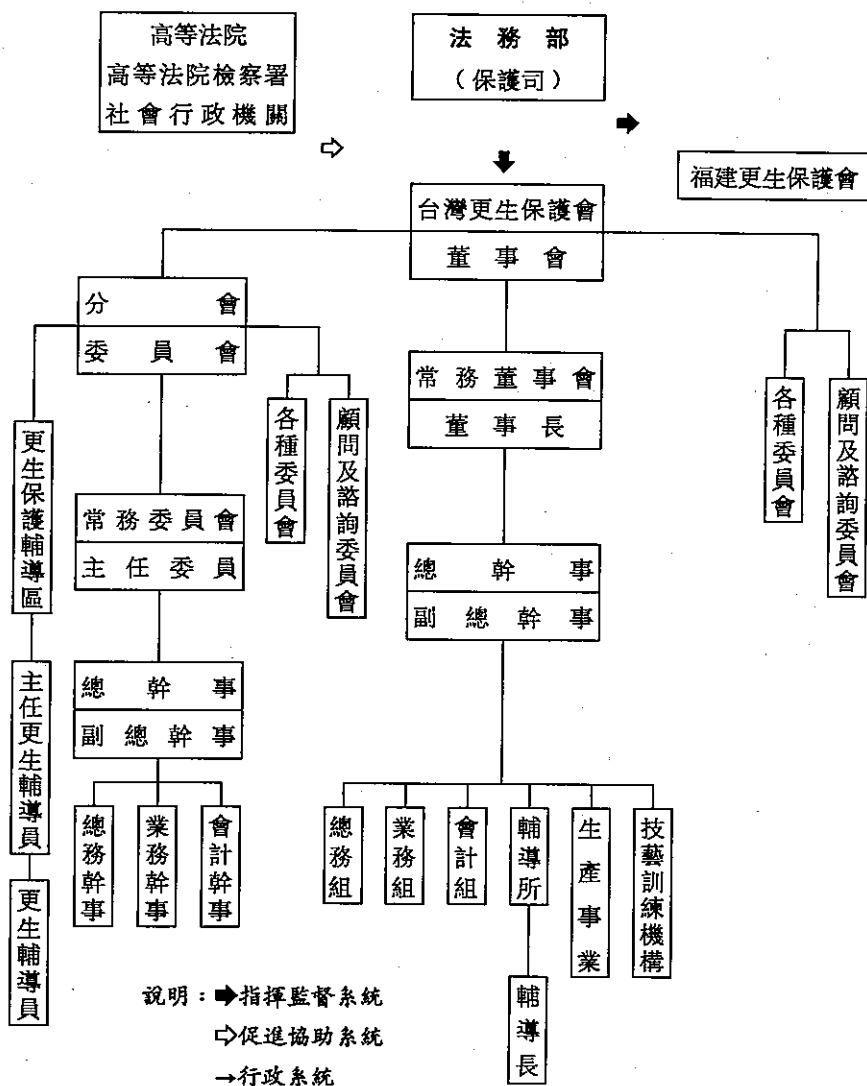 高等法院
高等法院檢察署
社會行政機關
法務部
（保護司）
福建更生保護會
台灣更生保護會
董事會
分會
委員會
常務董事會
董事長
各種委員會
顧問及諮詢委員會
各種委員會
顧問及諮詢委員會
更生保護輔導區
常務委員會
主任委員
總幹事
副總幹事
主任更生輔導員
總幹事
副總幹事
總務幹事
業務幹事
會計幹事
總務組
業務組
會計組
輔導所
生產事業
技藝訓練機構
更生輔導員
輔導長
說明：➡指揮監督系統
⇨促進協助系統
→行政系統